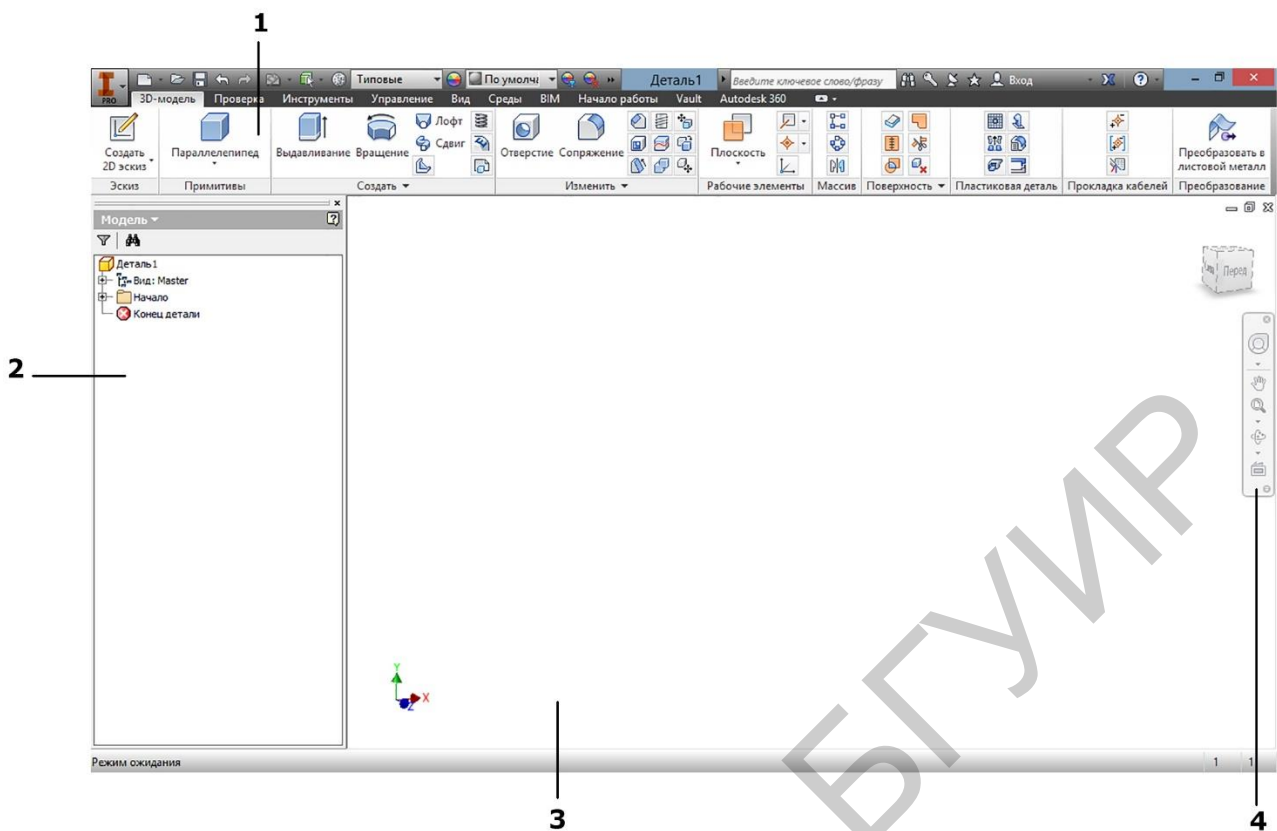 1
Типовые По умолч Деталь1 Введите ключевое слово/фразу Вход
PRO 3D-модель Проверка Инструменты Управление Вид Среды BIM Начало работы Vault Autodesk 360
Создать 2D эскиз Параллелепипед Выдавливание Вращение Лофт Сдвиг Отверстие Сопряжение Плоскость Преобразовать в листовой металл
Эскиз Примитивы Создать Изменить Рабочие элементы Массив Поверхность Пластиковая деталь Прокладка кабелей Преобразование
Модель
Деталь1
Вид: Master
Начало
Конец детали
Перед
2
Y
X
Z
Режим ожидания
1 1
3
4
БГУИР